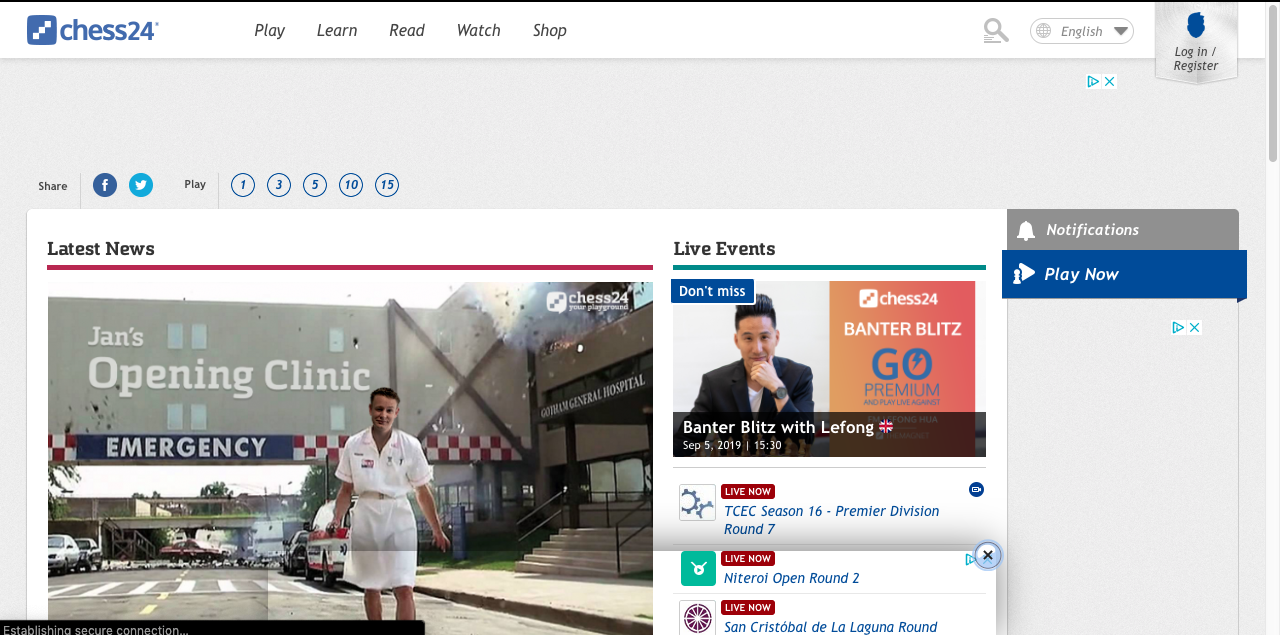 chess24
Play
Learn
Read
Watch
Shop
English
Log in /
Register
Share
Play
1
3
5
10
15
Latest News
Live Events
Notifications
Play Now
chess24
your playground
Jan's
Opening Clinic
GOTHAM GENERAL HOSPITAL
EMERGENCY
Don't miss
chess24
BANTER BLITZ
GO
PREMIUM
AND PLAY LIVE AGAINST
Banter Blitz with Lefong
Sep 5, 2019 | 15:30
LIVE NOW
TCEC Season 16 - Premier Division
Round 7
LIVE NOW
Niteroi Open Round 2
LIVE NOW
San Cristóbal de La Laguna Round
Establishing secure connection...